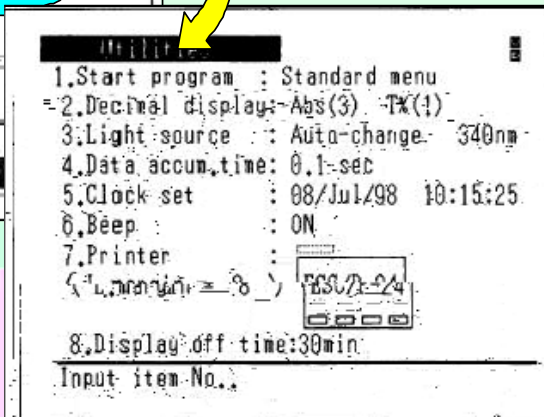 Utilities
1.Start program : Standard menu
2.Decimal display: Abs(3) T%(1)
3.Light source : Auto-change 340nm
4.Data accum.time: 0.1 sec
5.Clock set : 08/Jul/98 10:15:25
6.Beep : ON
7.Printer :
(L.margin = 8 ) ESC/P-24
8.Display off time:30min
Input item No..